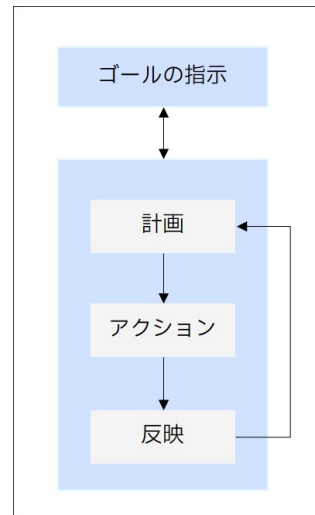 ゴールの指示
計画
アクション
反映